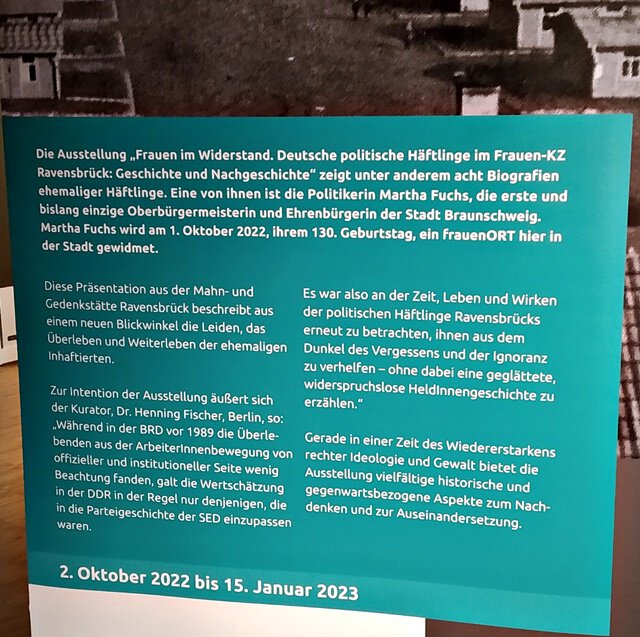 Die Ausstellung „Frauen im Widerstand. Deutsche politische Häftlinge im Frauen-KZ
Ravensbrück: Geschichte und Nachgeschichte“ zeigt unter anderem acht Biografien
ehemaliger Häftlinge. Eine von ihnen ist die Politikerin Martha Fuchs, die erste und
bislang einzige Oberbürgermeisterin und Ehrenbürgerin der Stadt Braunschweig.
Martha Fuchs wird am 1. Oktober 2022, ihrem 130. Geburtstag, ein frauenORT hier in
der Stadt gewidmet.
Diese Präsentation aus der Mahn- und
Gedenkstätte Ravensbrück beschreibt aus
einem neuen Blickwinkel die Leiden, das
Überleben und Weiterleben der ehemaligen
Inhaftierten.
Zur Intention der Ausstellung äußert sich
der Kurator, Dr. Henning Fischer, Berlin, so:
„Während in der BRD vor 1989 die Überle-
benden aus der ArbeiterInnenbewegung von
offizieller und institutioneller Seite wenig
Beachtung fanden, galt die Wertschätzung
in der DDR in der Regel nur denjenigen, die
in die Parteigeschichte der SED einzupassen
waren.
Es war also an der Zeit, Leben und Wirken
der politischen Häftlinge Ravensbrücks
erneut zu betrachten, ihnen aus dem
Dunkel des Vergessens und der Ignoranz
zu verhelfen – ohne dabei eine geglättete,
widerspruchslose HeldInnengeschichte zu
erzählen.“
Gerade in einer Zeit des Wiedererstarkens
rechter Ideologie und Gewalt bietet die
Ausstellung vielfältige historische und
gegenwartsbezogene Aspekte zum Nach-
denken und zur Auseinandersetzung.
2. Oktober 2022 bis 15. Januar 2023